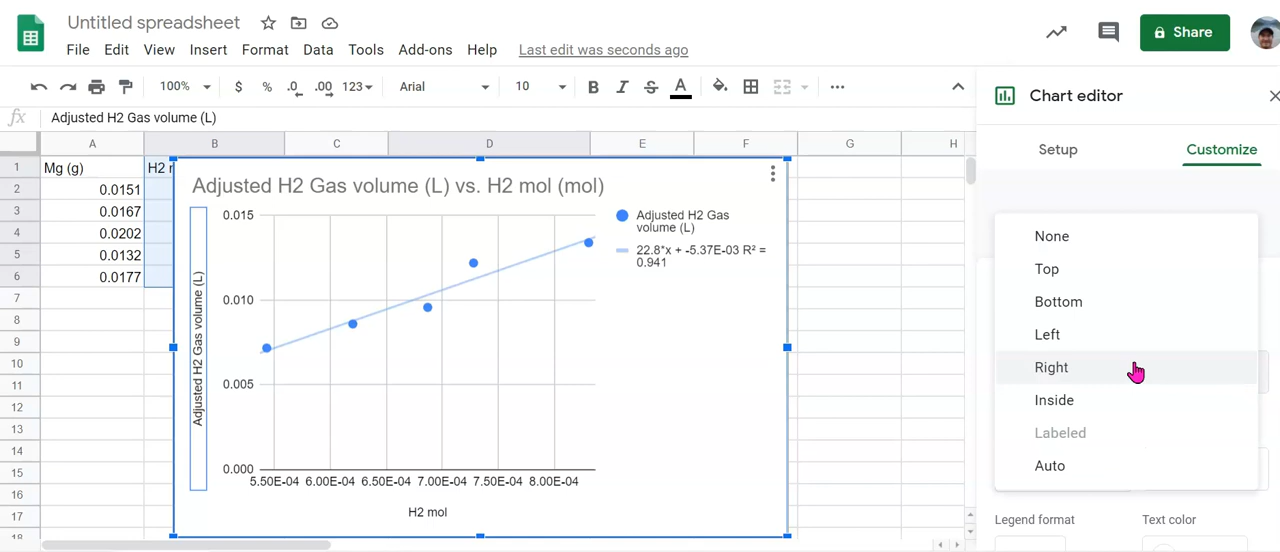 Untitled spreadsheet
File Edit View Insert Format Data Tools Add-ons Help Last edit was seconds ago
Share
100% $ % .0 .00 123 Arial 10 B I S A
fx Adjusted H2 Gas volume (L)
Chart editor
Setup Customize
A B C D E F G H
1 Mg (g)
2 0.0151
3 0.0167
4 0.0202
5 0.0132
6 0.0177
7
8
9
10
11
12
13
14
15
16
17
18
H2
Adjusted H2 Gas volume (L) vs. H2 mol (mol)
Adjusted H2 Gas volume (L)
0.015
0.010
0.005
0.000
5.50E-04 6.00E-04 6.50E-04 7.00E-04 7.50E-04 8.00E-04
H2 mol
Adjusted H2 Gas
volume (L)
22.8*x + -5.37E-03 R² =
0.941
None
Top
Bottom
Left
Right
Inside
Labeled
Auto
Legend format Text color